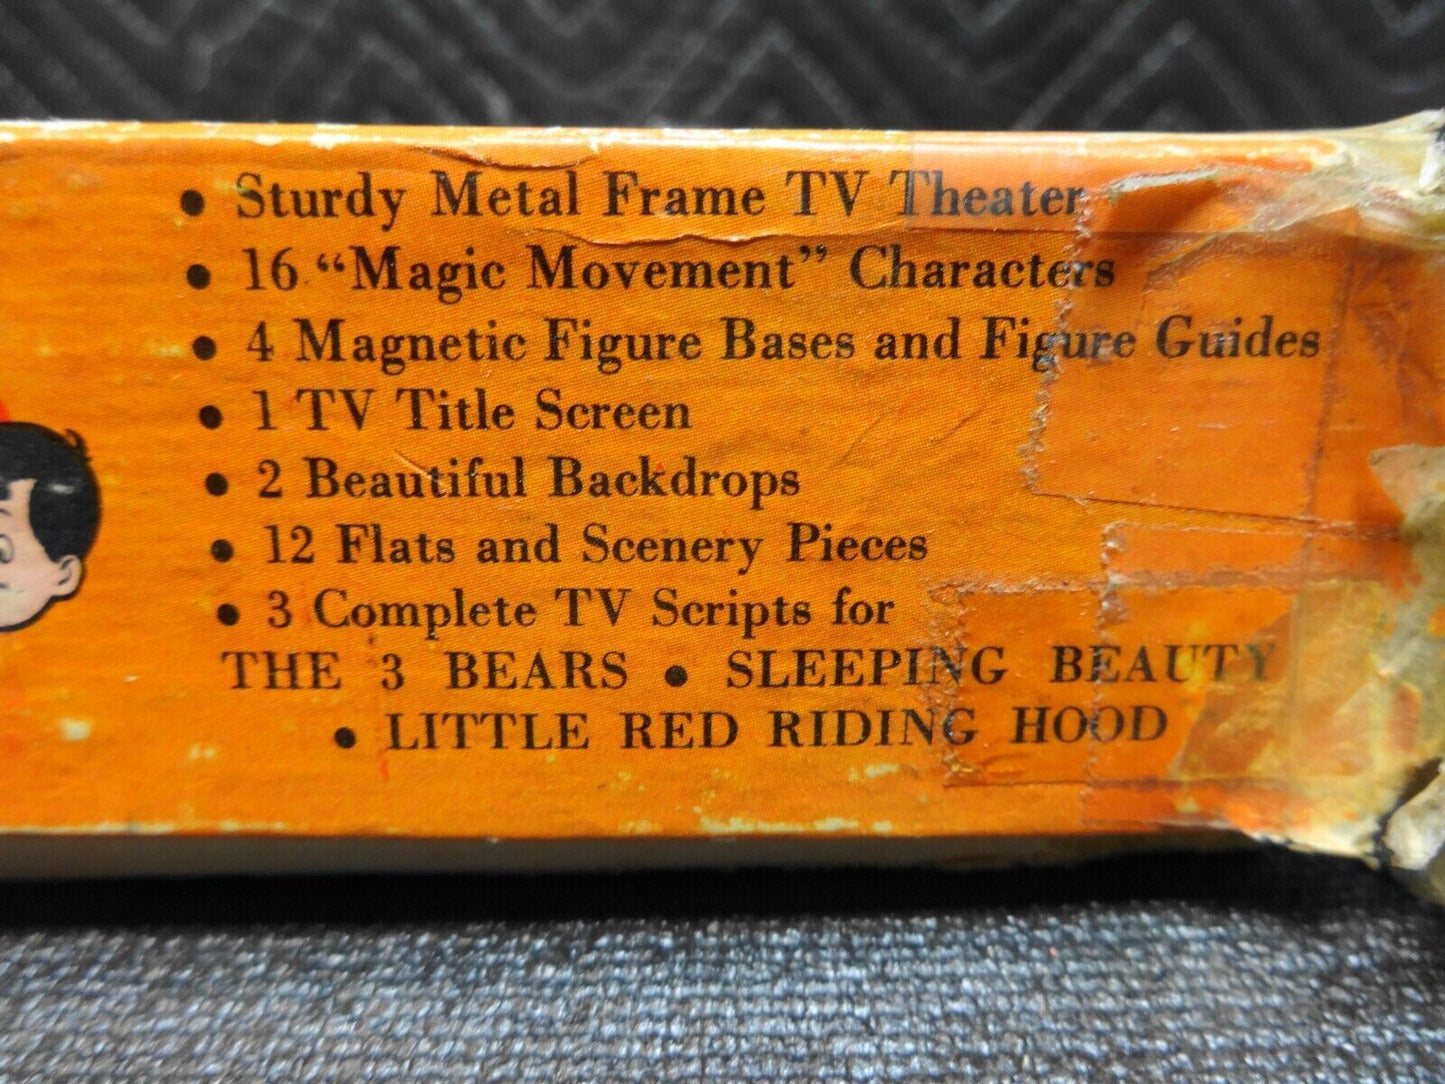 • Sturdy Metal Frame TV Theater
• 16 “Magic Movement” Characters
• 4 Magnetic Figure Bases and Figure Guides
• 1 TV Title Screen
• 2 Beautiful Backdrops
• 12 Flats and Scenery Pieces
• 3 Complete TV Scripts for
THE 3 BEARS • SLEEPING BEAUTY
• LITTLE RED RIDING HOOD